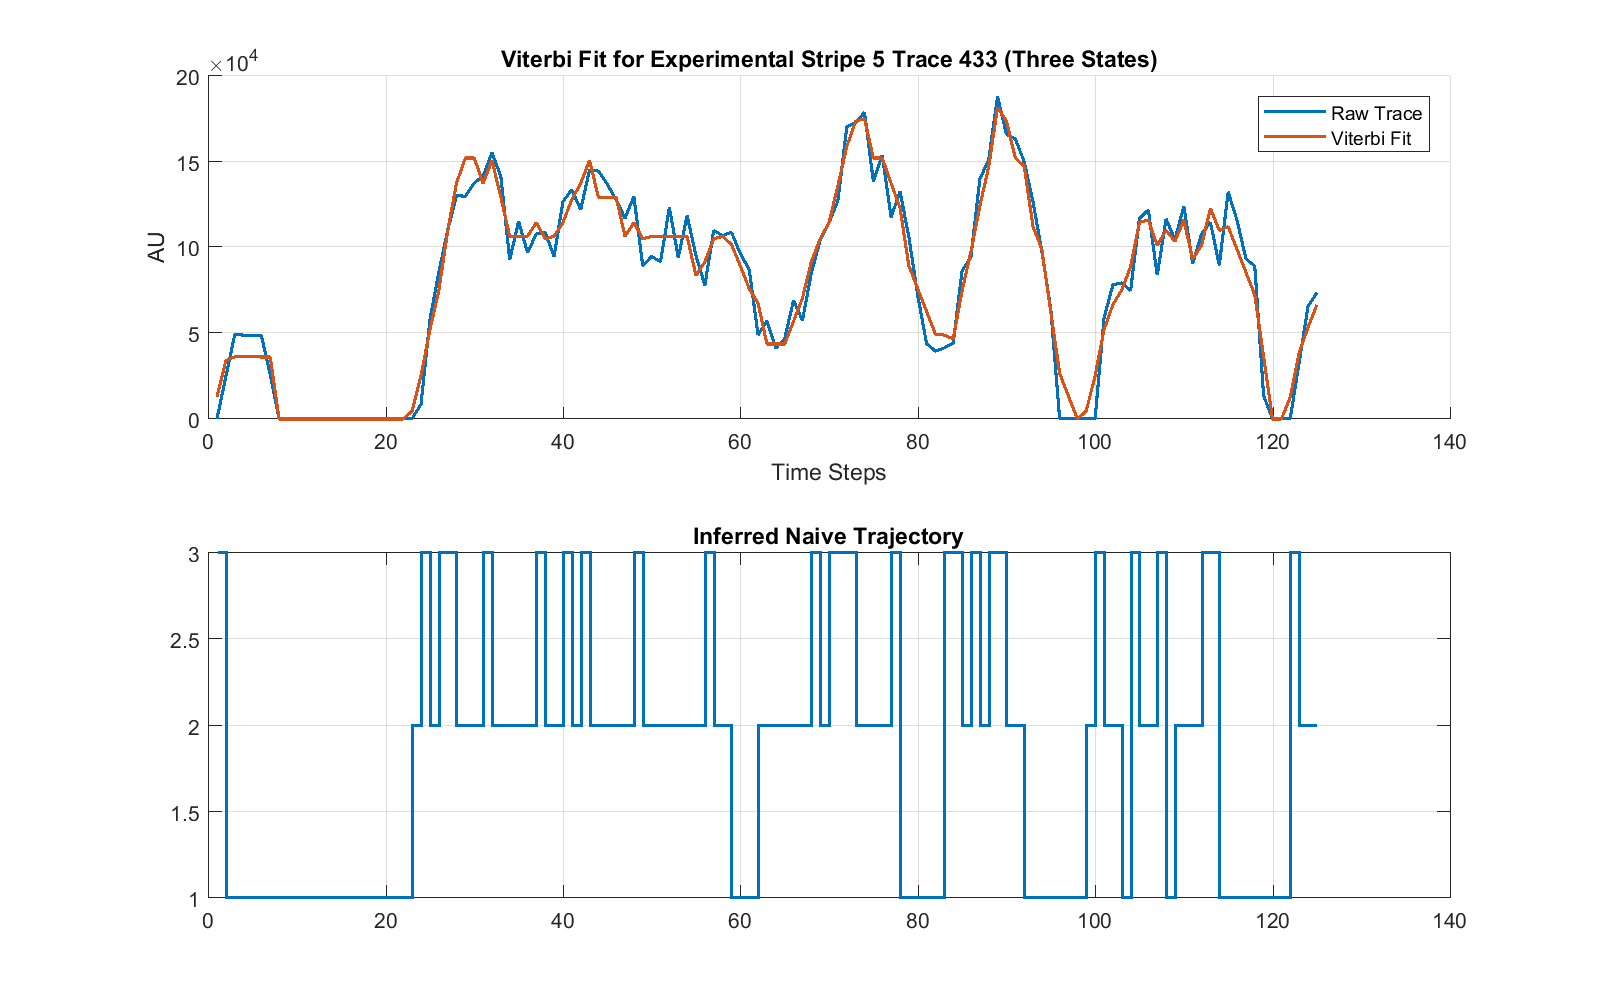 Viterbi Fit for Experimental Stripe 5 Trace 433 (Three States)
×10⁴
20
15
10
5
0
AU
Raw Trace
Viterbi Fit
0 20 40 60 80 100 120 140
Time Steps
Inferred Naive Trajectory
3
2.5
2
1.5
1
0 20 40 60 80 100 120 140